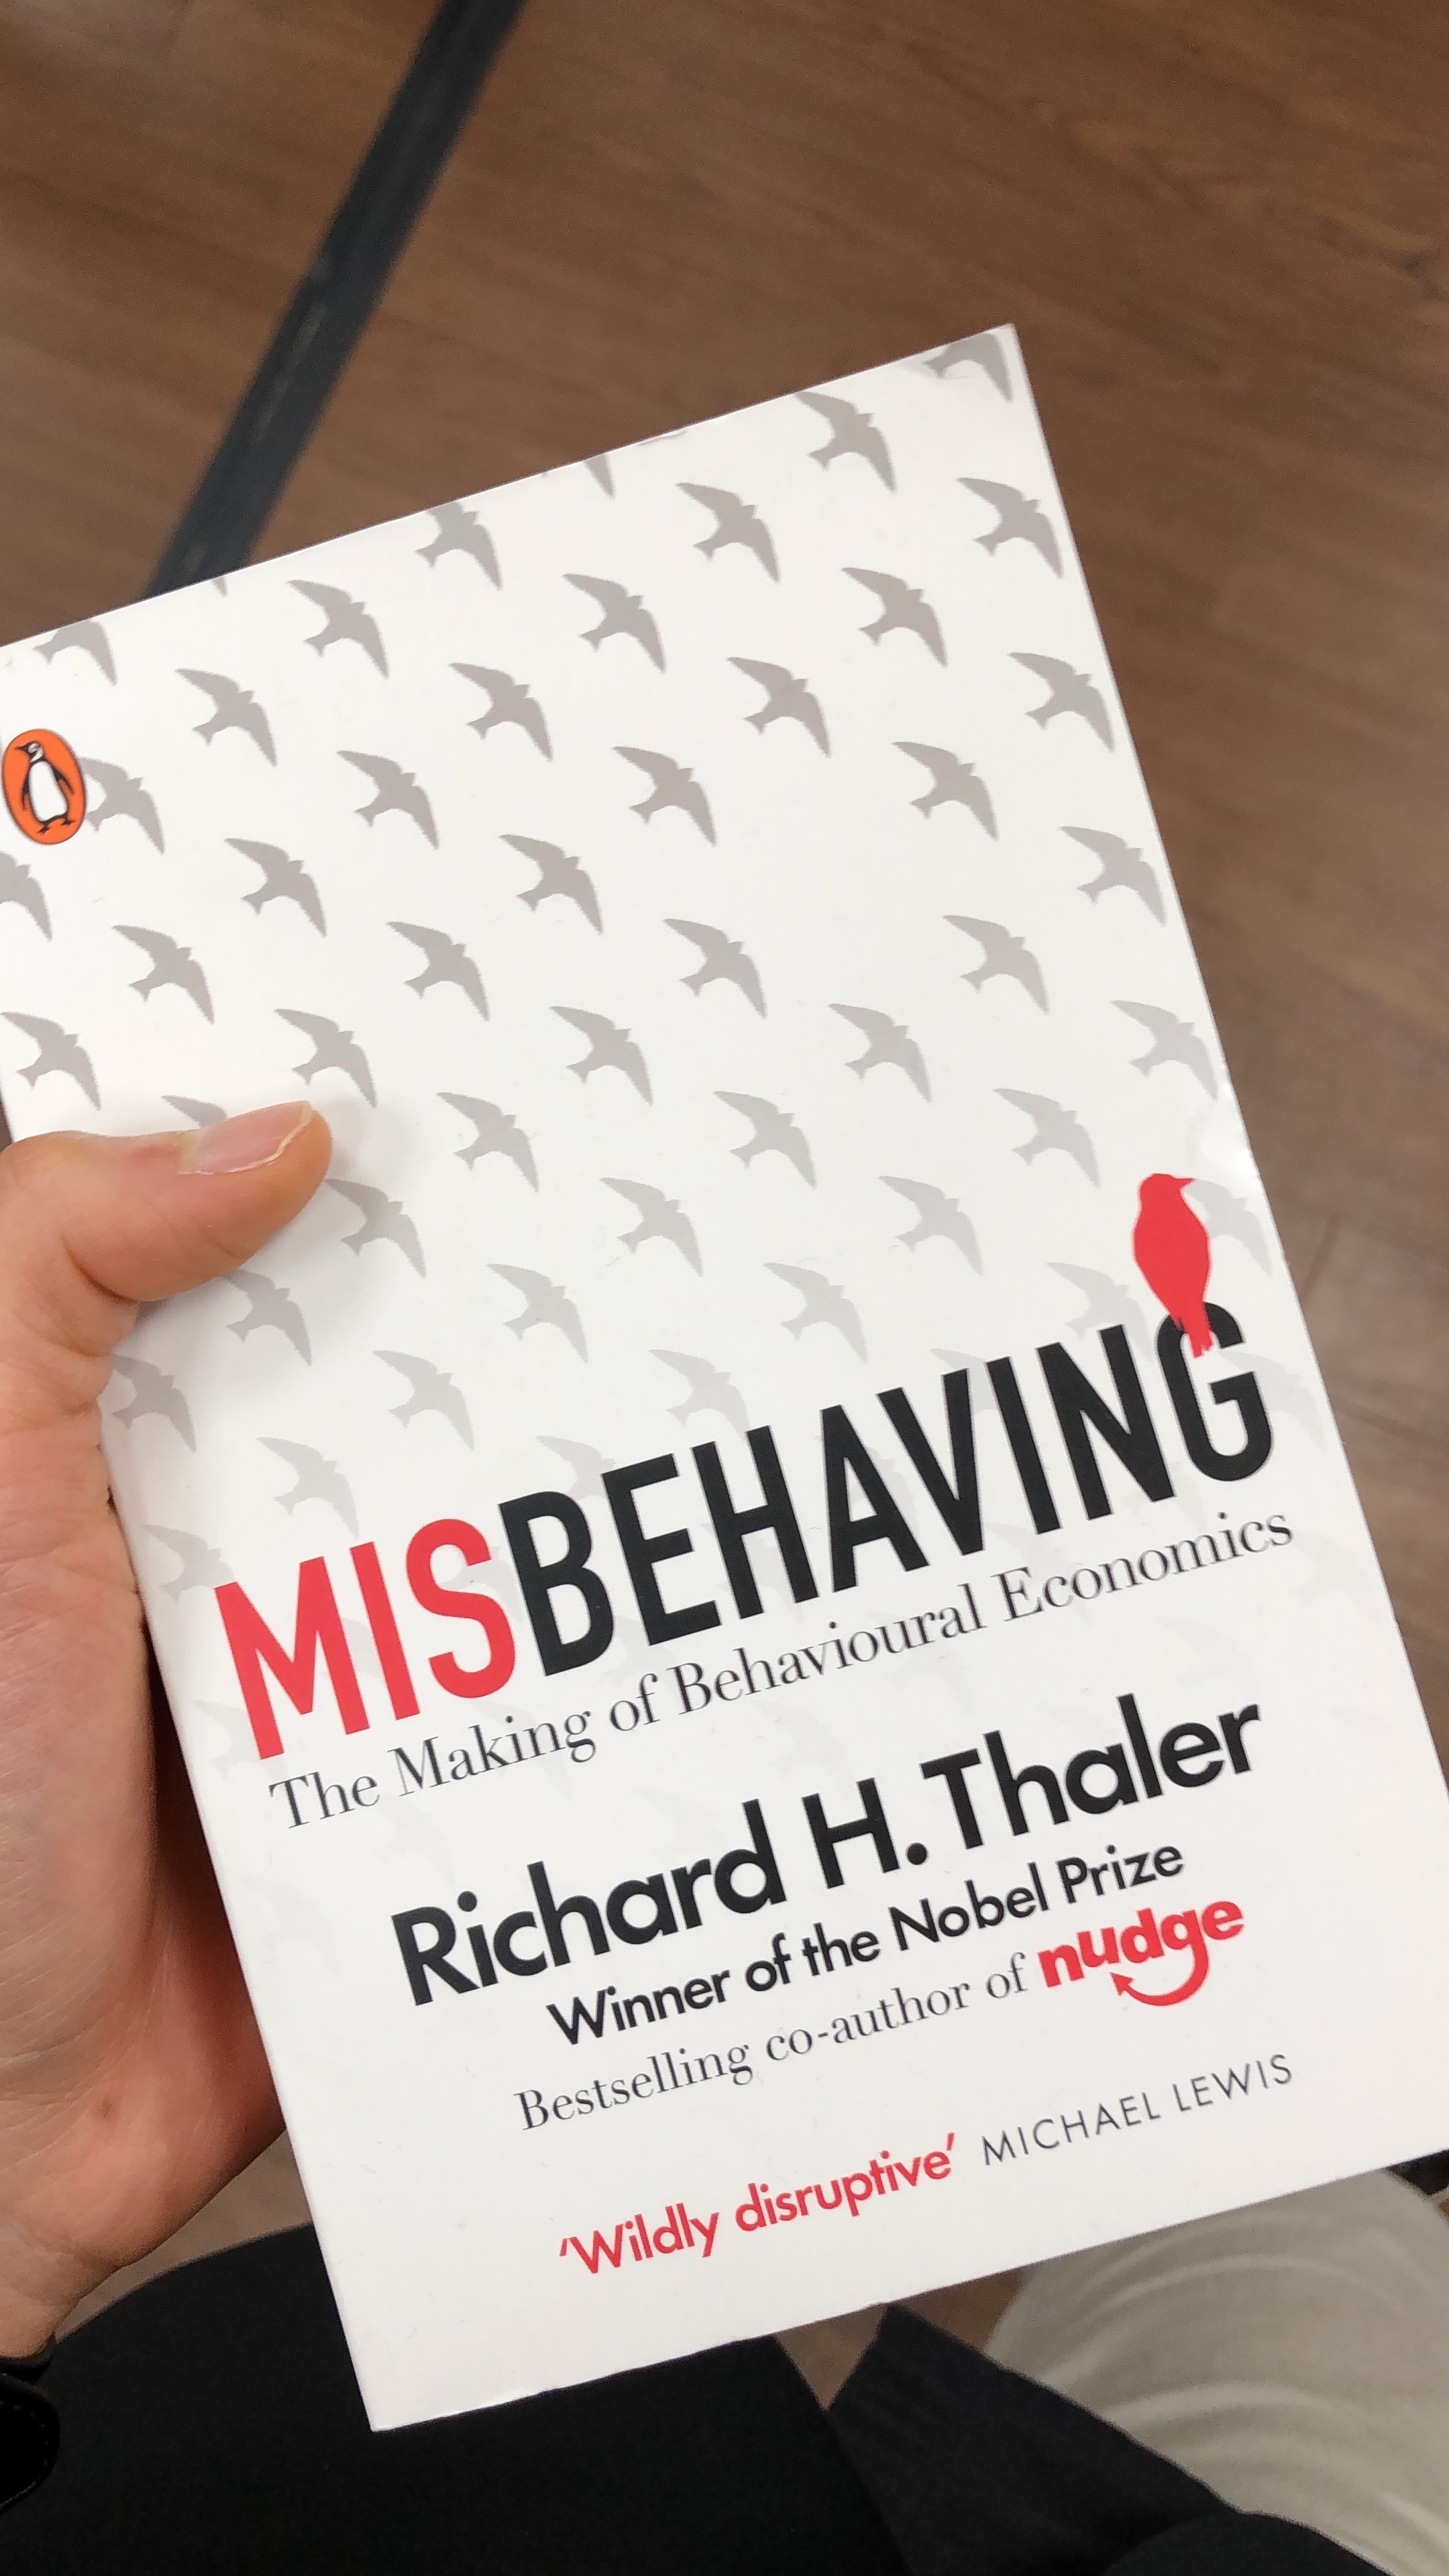 MISBEHAVING
The Making of Behavioural Economics
Richard H. Thaler
Winner of the Nobel Prize
Bestselling co-author of nudge
'Wildly disruptive' MICHAEL LEWIS